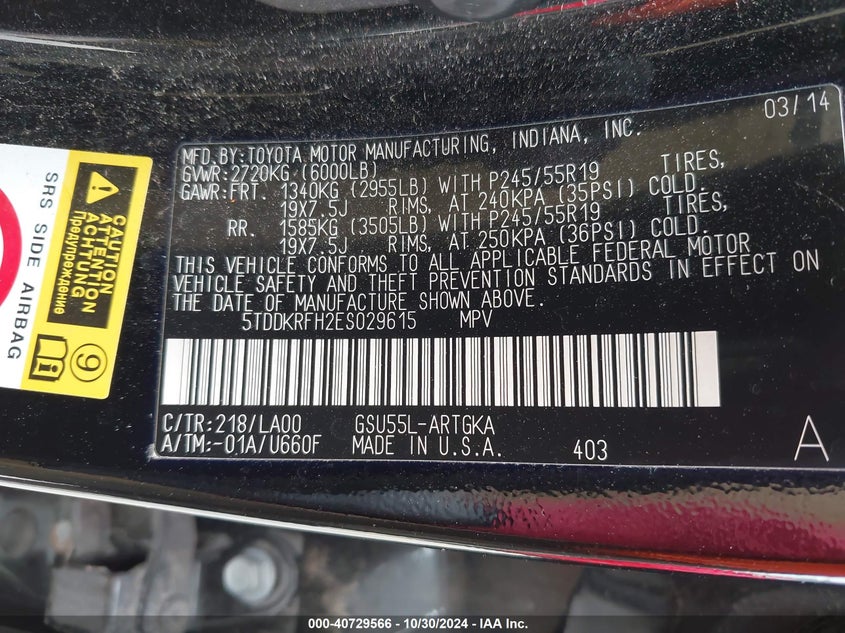 03/14
MFD.BY:TOYOTA MOTOR MANUFACTURING, INDIANA, INC.
GVWR:2720KG (6000LB)
GAWR:FRT. 1340KG (2955LB) WITH P245/55R19 TIRES,
19X7.5J RIMS, AT 240KPA (35PSI) COLD.
RR. 1585KG (3505LB) WITH P245/55R19 TIRES,
19X7.5J RIMS, AT 250KPA (36PSI) COLD.
THIS VEHICLE CONFORMS TO ALL APPLICABLE FEDERAL MOTOR
VEHICLE SAFETY AND THEFT PREVENTION STANDARDS IN EFFECT ON
THE DATE OF MANUFACTURE SHOWN ABOVE.
5TDDKRFH2ES029615 MPV
C/TR:218/LA00 GSU55L-ARTGKA
A/TM:-01A/U660F MADE IN U.S.A. 403 A
SRS SIDE AIRBAG
CAUTION
ATTENTION
ACHTUNG
Предупреждение
i 9
000-40729566 - 10/30/2024 - IAA Inc.